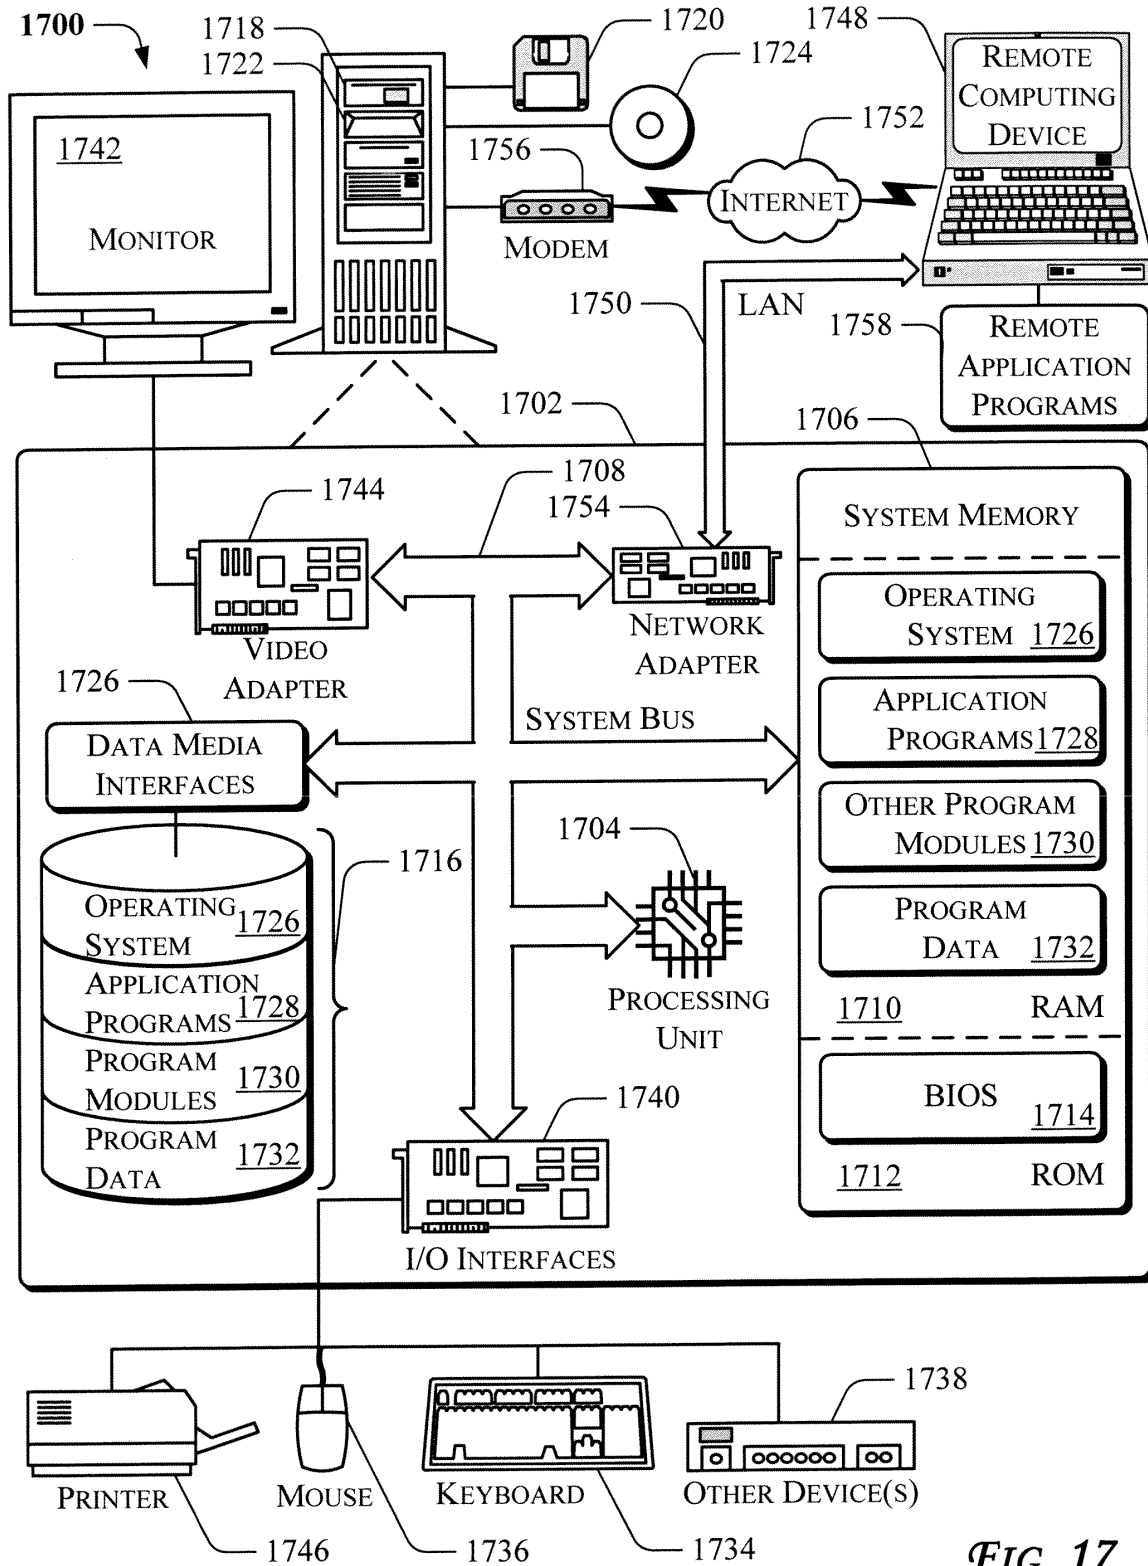 1700
1718
1722
1720
1724
1748
REMOTE
COMPUTING
DEVICE
1742
MONITOR
1756
1752
INTERNET
MODEM
1750
LAN
1758
REMOTE
APPLICATION
PROGRAMS
1702
1706
1708
1744
1754
SYSTEM MEMORY
OPERATING
SYSTEM 1726
VIDEO
ADAPTER
NETWORK
ADAPTER
1726
SYSTEM BUS
APPLICATION
PROGRAMS 1728
DATA MEDIA
INTERFACES
OTHER PROGRAM
MODULES 1730
1704
1716
PROGRAM
DATA 1732
OPERATING
SYSTEM 1726
APPLICATION
PROGRAMS 1728
PROGRAM
MODULES 1730
PROGRAM
DATA 1732
PROCESSING
UNIT
1710 RAM
BIOS 1714
1712 ROM
1740
I/O INTERFACES
1738
PRINTER
MOUSE
KEYBOARD
OTHER DEVICE(S)
1746
1736
1734
FIG. 17